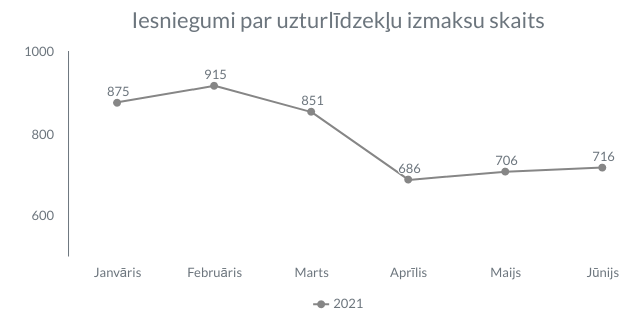 Iesniegumi par uzturlīdzekļu izmaksu skaits
1000
800
600
875
915
851
686
706
716
Janvāris
Februāris
Marts
Aprīlis
Maijs
Jūnijs
2021